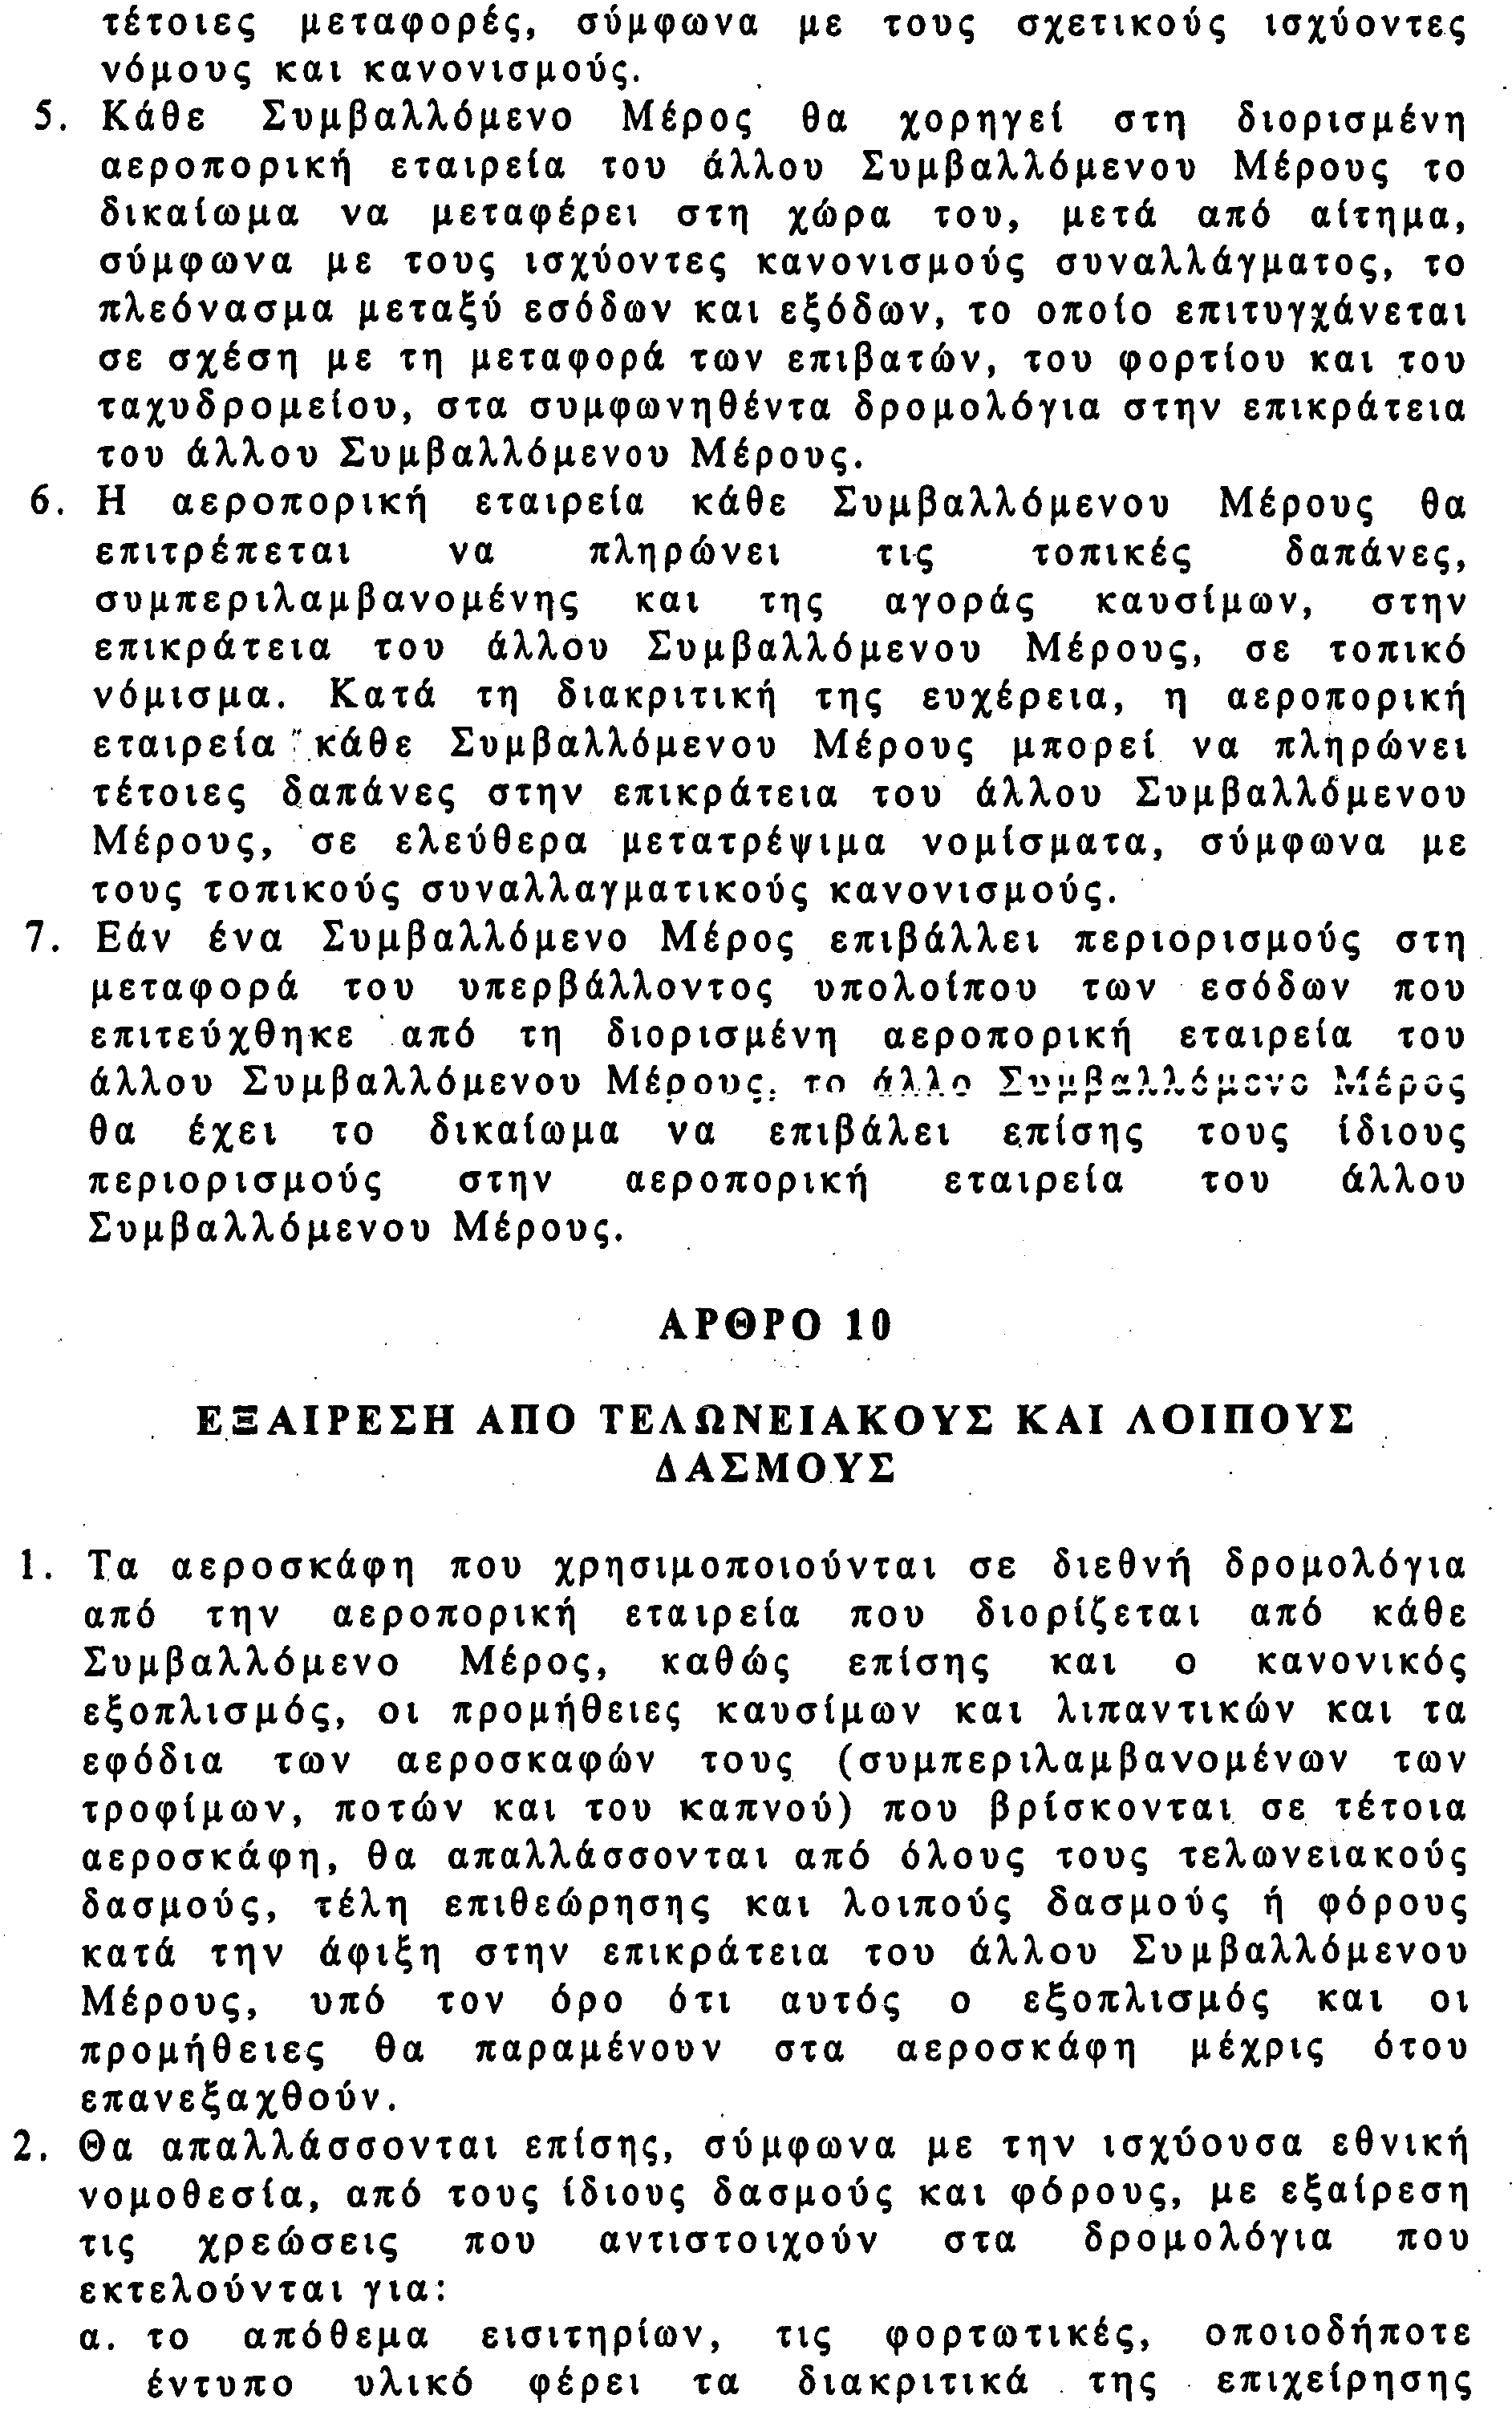 τέτοιες μεταφορές, σύμφωνα με τους σχετικούς ισχύοντες
νόμους και κανονισμούς.
5. Κάθε Συμβαλλόμενο Μέρος θα χορηγεί στη διορισμένη
αεροπορική εταιρεία του άλλου Συμβαλλόμενου Μέρους το
δικαίωμα να μεταφέρει στη χώρα του, μετά από αίτημα,
σύμφωνα με τους ισχύοντες κανονισμούς συναλλάγματος, το
πλεόνασμα μεταξύ εσόδων και εξόδων, το οποίο επιτυγχάνεται
σε σχέση με τη μεταφορά των επιβατών, του φορτίου και του
ταχυδρομείου, στα συμφωνηθέντα δρομολόγια στην επικράτεια
του άλλου Συμβαλλόμενου Μέρους.
6. Η αεροπορική εταιρεία κάθε Συμβαλλόμενου Μέρους θα
επιτρέπεται να πληρώνει τις τοπικές δαπάνες,
συμπεριλαμβανομένης και της αγοράς καυσίμων, στην
επικράτεια του άλλου Συμβαλλόμενου Μέρους, σε τοπικό
νόμισμα. Κατά τη διακριτική της ευχέρεια, η αεροπορική
εταιρεία κάθε Συμβαλλόμενου Μέρους μπορεί να πληρώνει
τέτοιες δαπάνες στην επικράτεια του άλλου Συμβαλλόμενου
Μέρους, σε ελεύθερα μετατρέψιμα νομίσματα, σύμφωνα με
τους τοπικούς συναλλαγματικούς κανονισμούς.
7. Εάν ένα Συμβαλλόμενο Μέρος επιβάλλει περιορισμούς στη
μεταφορά του υπερβάλλοντος υπολοίπου των εσόδων που
επιτεύχθηκε από τη διορισμένη αεροπορική εταιρεία του
άλλου Συμβαλλόμενου Μέρους, το άλλο Συμβαλλόμενο Μέρος
θα έχει το δικαίωμα να επιβάλει επίσης τους ίδιους
περιορισμούς στην αεροπορική εταιρεία του άλλου
Συμβαλλόμενου Μέρους.
ΑΡΘΡΟ 10
ΕΞΑΙΡΕΣΗ ΑΠΟ ΤΕΛΩΝΕΙΑΚΟΥΣ ΚΑΙ ΛΟΙΠΟΥΣ
ΔΑΣΜΟΥΣ
1. Τα αεροσκάφη που χρησιμοποιούνται σε διεθνή δρομολόγια
από την αεροπορική εταιρεία που διορίζεται από κάθε
Συμβαλλόμενο Μέρος, καθώς επίσης και ο κανονικός
εξοπλισμός, οι προμήθειες καυσίμων και λιπαντικών και τα
εφόδια των αεροσκαφών τους (συμπεριλαμβανομένων των
τροφίμων, ποτών και του καπνού) που βρίσκονται σε τέτοια
αεροσκάφη, θα απαλλάσσονται από όλους τους τελωνειακούς
δασμούς, τέλη επιθεώρησης και λοιπούς δασμούς ή φόρους
κατά την άφιξη στην επικράτεια του άλλου Συμβαλλόμενου
Μέρους, υπό τον όρο ότι αυτός ο εξοπλισμός και οι
προμήθειες θα παραμένουν στα αεροσκάφη μέχρις ότου
επανεξαχθούν.
2. Θα απαλλάσσονται επίσης, σύμφωνα με την ισχύουσα εθνική
νομοθεσία, από τους ίδιους δασμούς και φόρους, με εξαίρεση
τις χρεώσεις που αντιστοιχούν στα δρομολόγια που
εκτελούνται για:
α. το απόθεμα εισιτηρίων, τις φορτωτικές, οποιοδήποτε
έντυπο υλικό φέρει τα διακριτικά της επιχείρησης